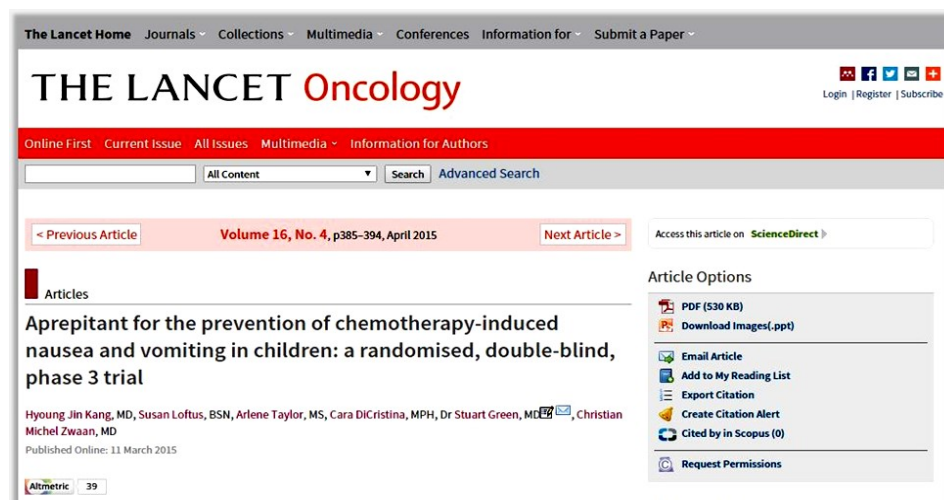 The Lancet Home Journals Collections Multimedia Conferences Information for Submit a Paper
THE LANCET Oncology
Login | Register | Subscribe
Online First Current Issue All Issues Multimedia Information for Authors
All Content Search Advanced Search
< Previous Article Volume 16, No. 4, p385–394, April 2015 Next Article >
Access this article on ScienceDirect
Articles
Aprepitant for the prevention of chemotherapy-induced
nausea and vomiting in children: a randomised, double-blind,
phase 3 trial
Hyoung Jin Kang, MD, Susan Loftus, BSN, Arlene Taylor, MS, Cara DiCristina, MPH, Dr Stuart Green, MD, Christian
Michel Zwaan, MD
Published Online: 11 March 2015
Altmetric 39
Article Options
PDF (530 KB)
Download Images(.ppt)
Email Article
Add to My Reading List
Export Citation
Create Citation Alert
Cited by in Scopus (0)
Request Permissions